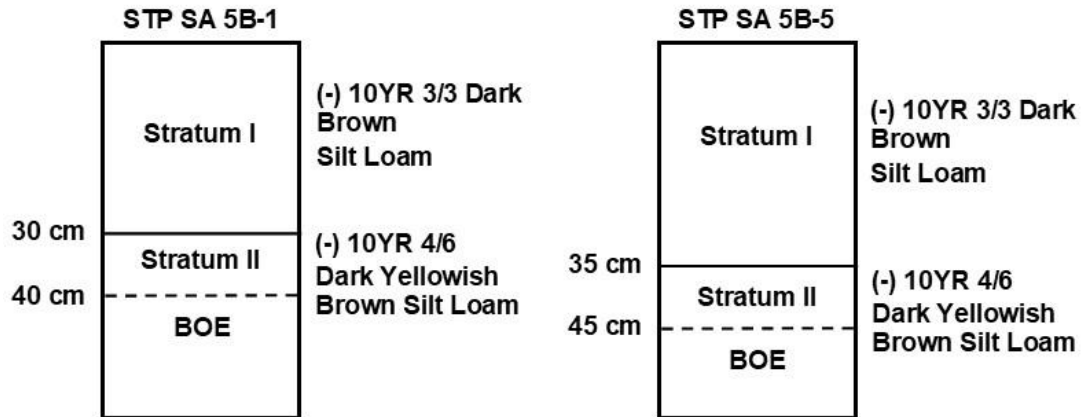 STP SA 5B-1
Stratum I
(-) 10YR 3/3 Dark
Brown
Silt Loam
30 cm
Stratum II
(-) 10YR 4/6
Dark Yellowish
Brown Silt Loam
40 cm
BOE
STP SA 5B-5
Stratum I
(-) 10YR 3/3 Dark
Brown
Silt Loam
35 cm
Stratum II
(-) 10YR 4/6
Dark Yellowish
Brown Silt Loam
45 cm
BOE